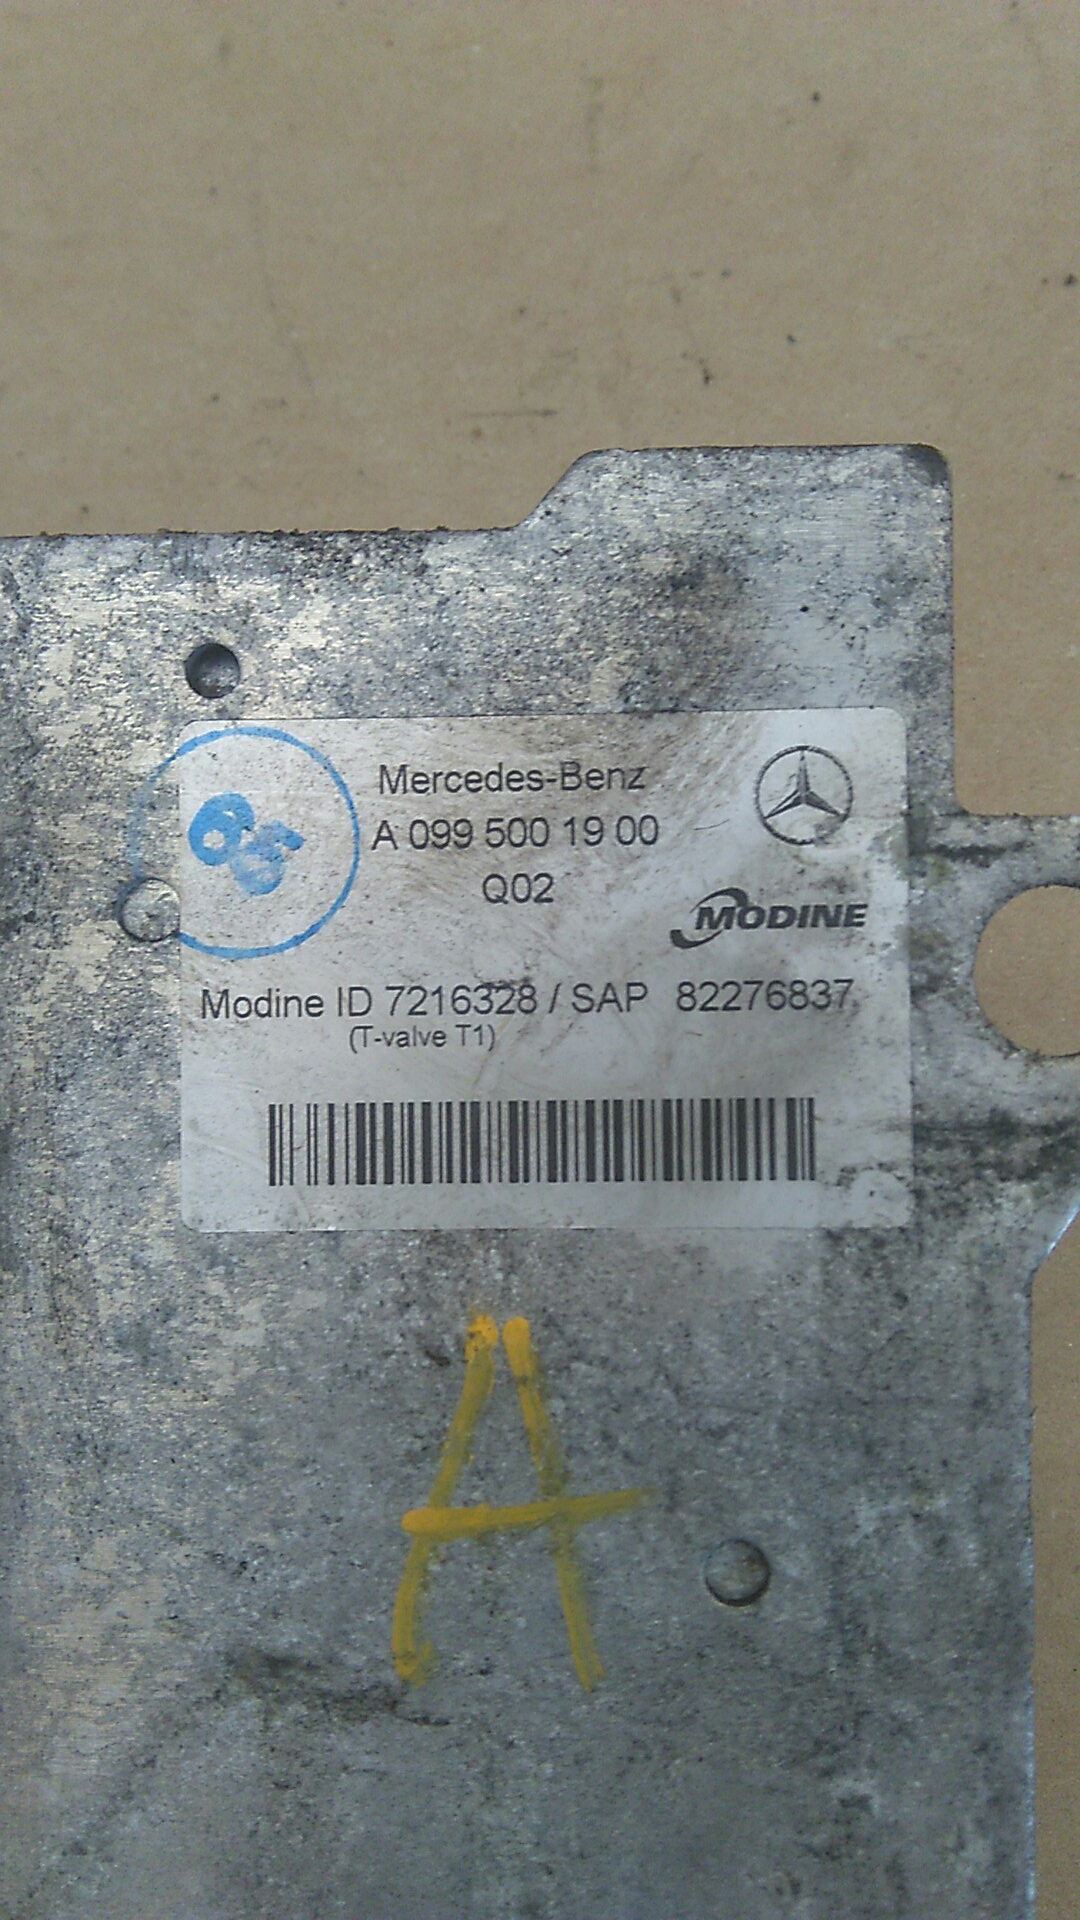 Mercedes-Benz
A 099 500 19 00
Q02
MODINE
Modine ID 7216328 / SAP 82276837
(T-valve T1)
A